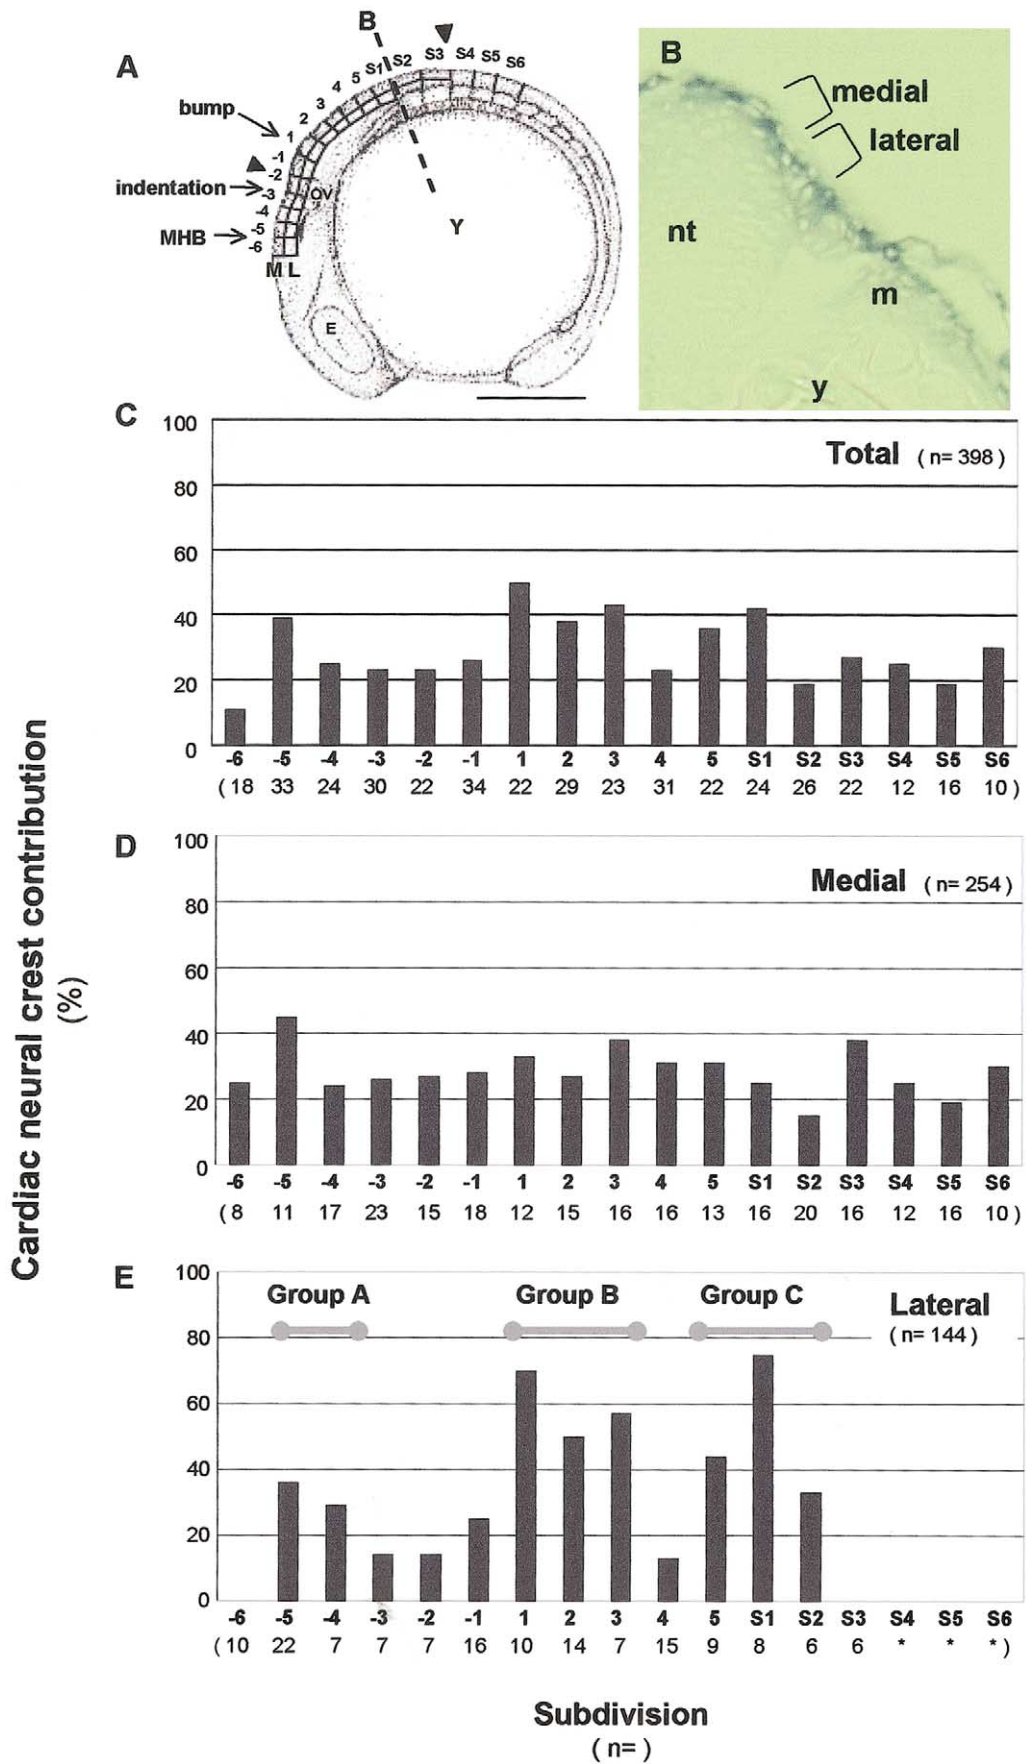 A
B
S1 S2 S3 S4 S5 S6
5
4
3
2
1
-1
-2
-3
-4
-5
-6
bump
indentation
MHB
M L
OV
Y
E
B
medial
lateral
nt
m
y
Cardiac neural crest contribution
(%)
C
Total ( n= 398 )
100
80
60
40
20
0
-6 -5 -4 -3 -2 -1 1 2 3 4 5 S1 S2 S3 S4 S5 S6
( 18 33 24 30 22 34 22 29 23 31 22 24 26 22 12 16 10 )
D
Medial ( n= 254 )
100
80
60
40
20
0
-6 -5 -4 -3 -2 -1 1 2 3 4 5 S1 S2 S3 S4 S5 S6
( 8 11 17 23 15 18 12 15 16 16 13 16 20 16 12 16 10 )
E
Group A Group B Group C
Lateral
( n= 144 )
100
80
60
40
20
0
-6 -5 -4 -3 -2 -1 1 2 3 4 5 S1 S2 S3 S4 S5 S6
( 10 22 7 7 7 16 10 14 7 15 9 8 6 6 * * * )
Subdivision
( n= )